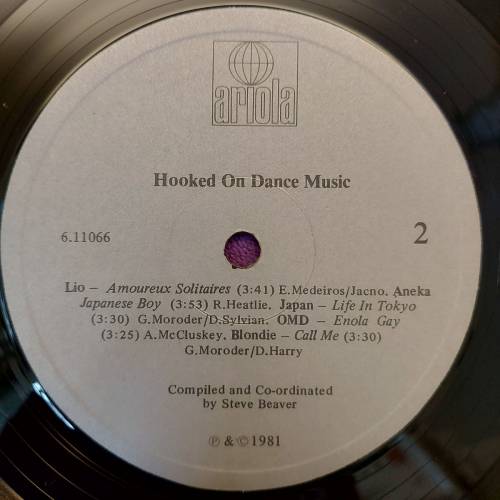 ariola
Hooked On Dance Music
6.11066
2
Lio – Amoureux Solitaires (3:41) E.Medeiros/Jacno. Aneka
Japanese Boy (3:53) R.Heatlie. Japan – Life In Tokyo
(3:30) G.Moroder/D.Sylvian. OMD – Enola Gay
(3:25) A.McCluskey. Blondie – Call Me (3:30)
G.Moroder/D.Harry
Compiled and Co-ordinated
by Steve Beaver
℗ & © 1981